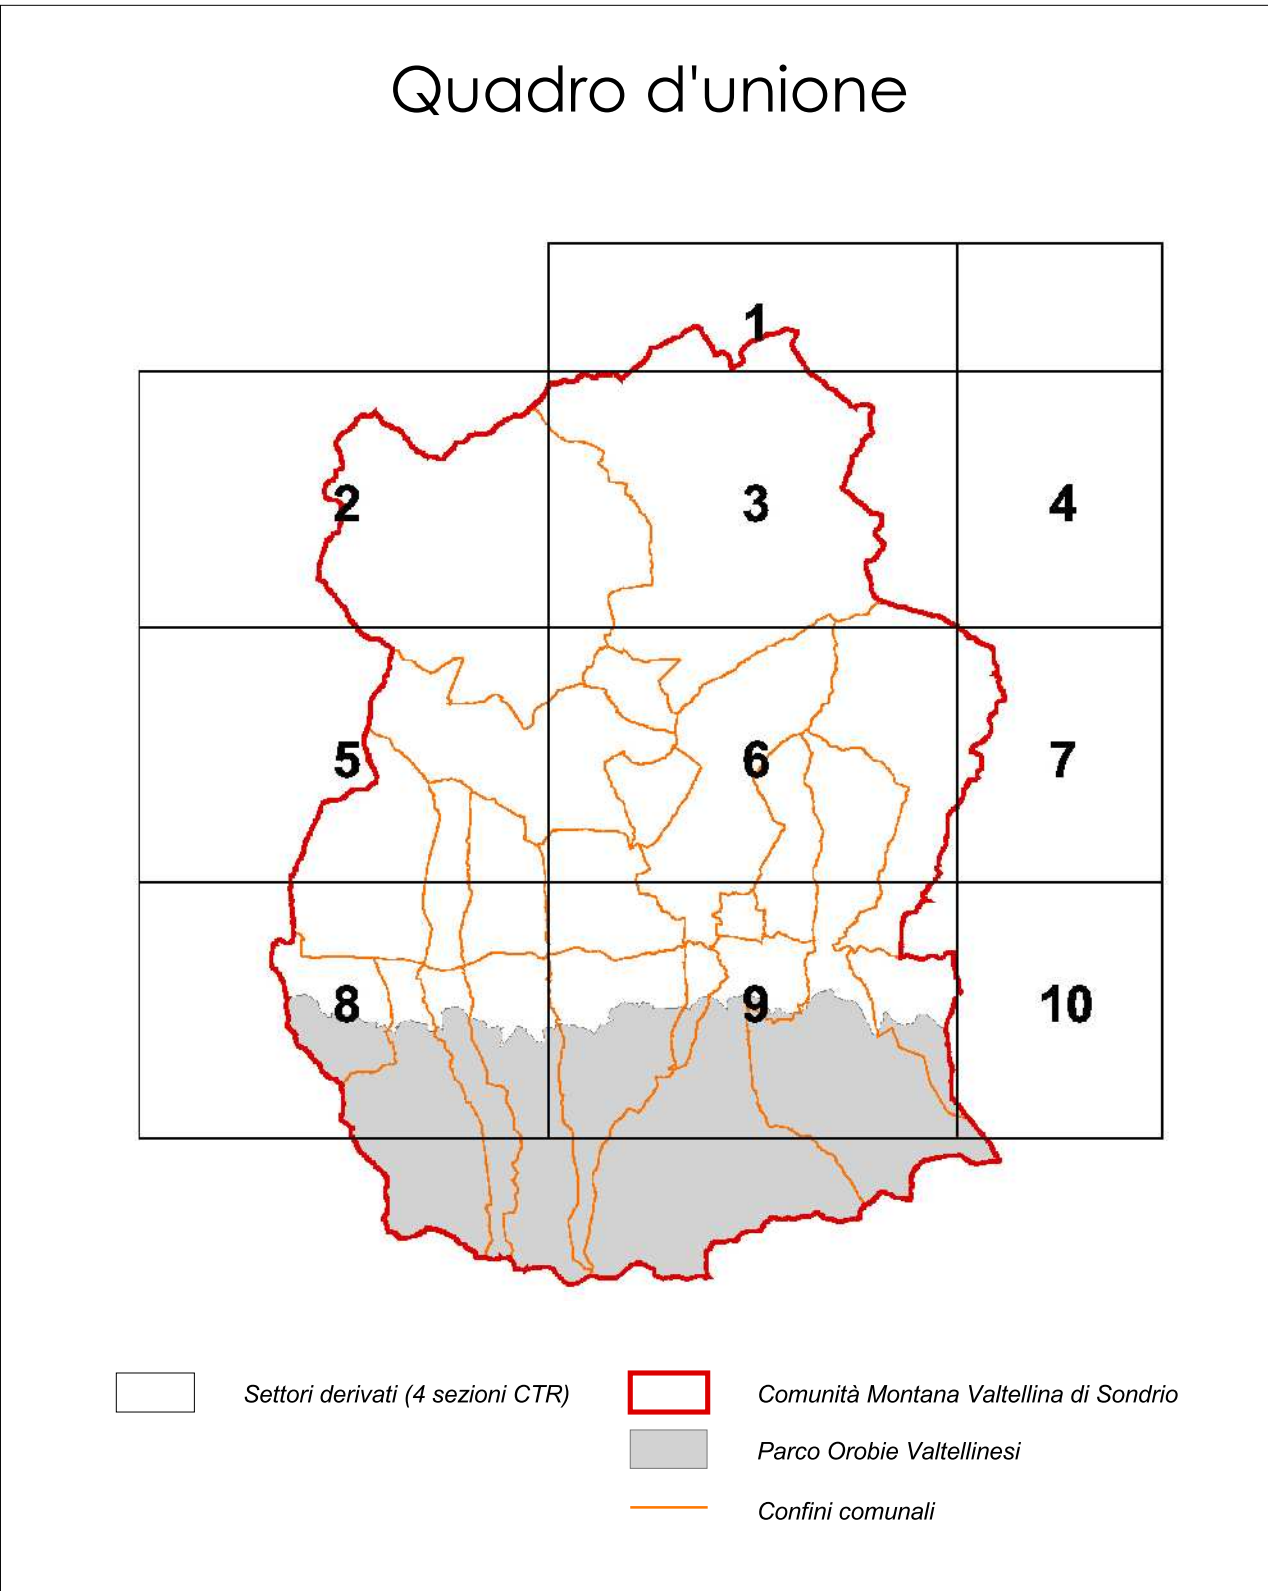 Quadro d'unione
1
2
3
4
5
6
7
8
9
10
Settori derivati (4 sezioni CTR)
Comunità Montana Valtellina di Sondrio
Parco Orobie Valtellinesi
Confini comunali